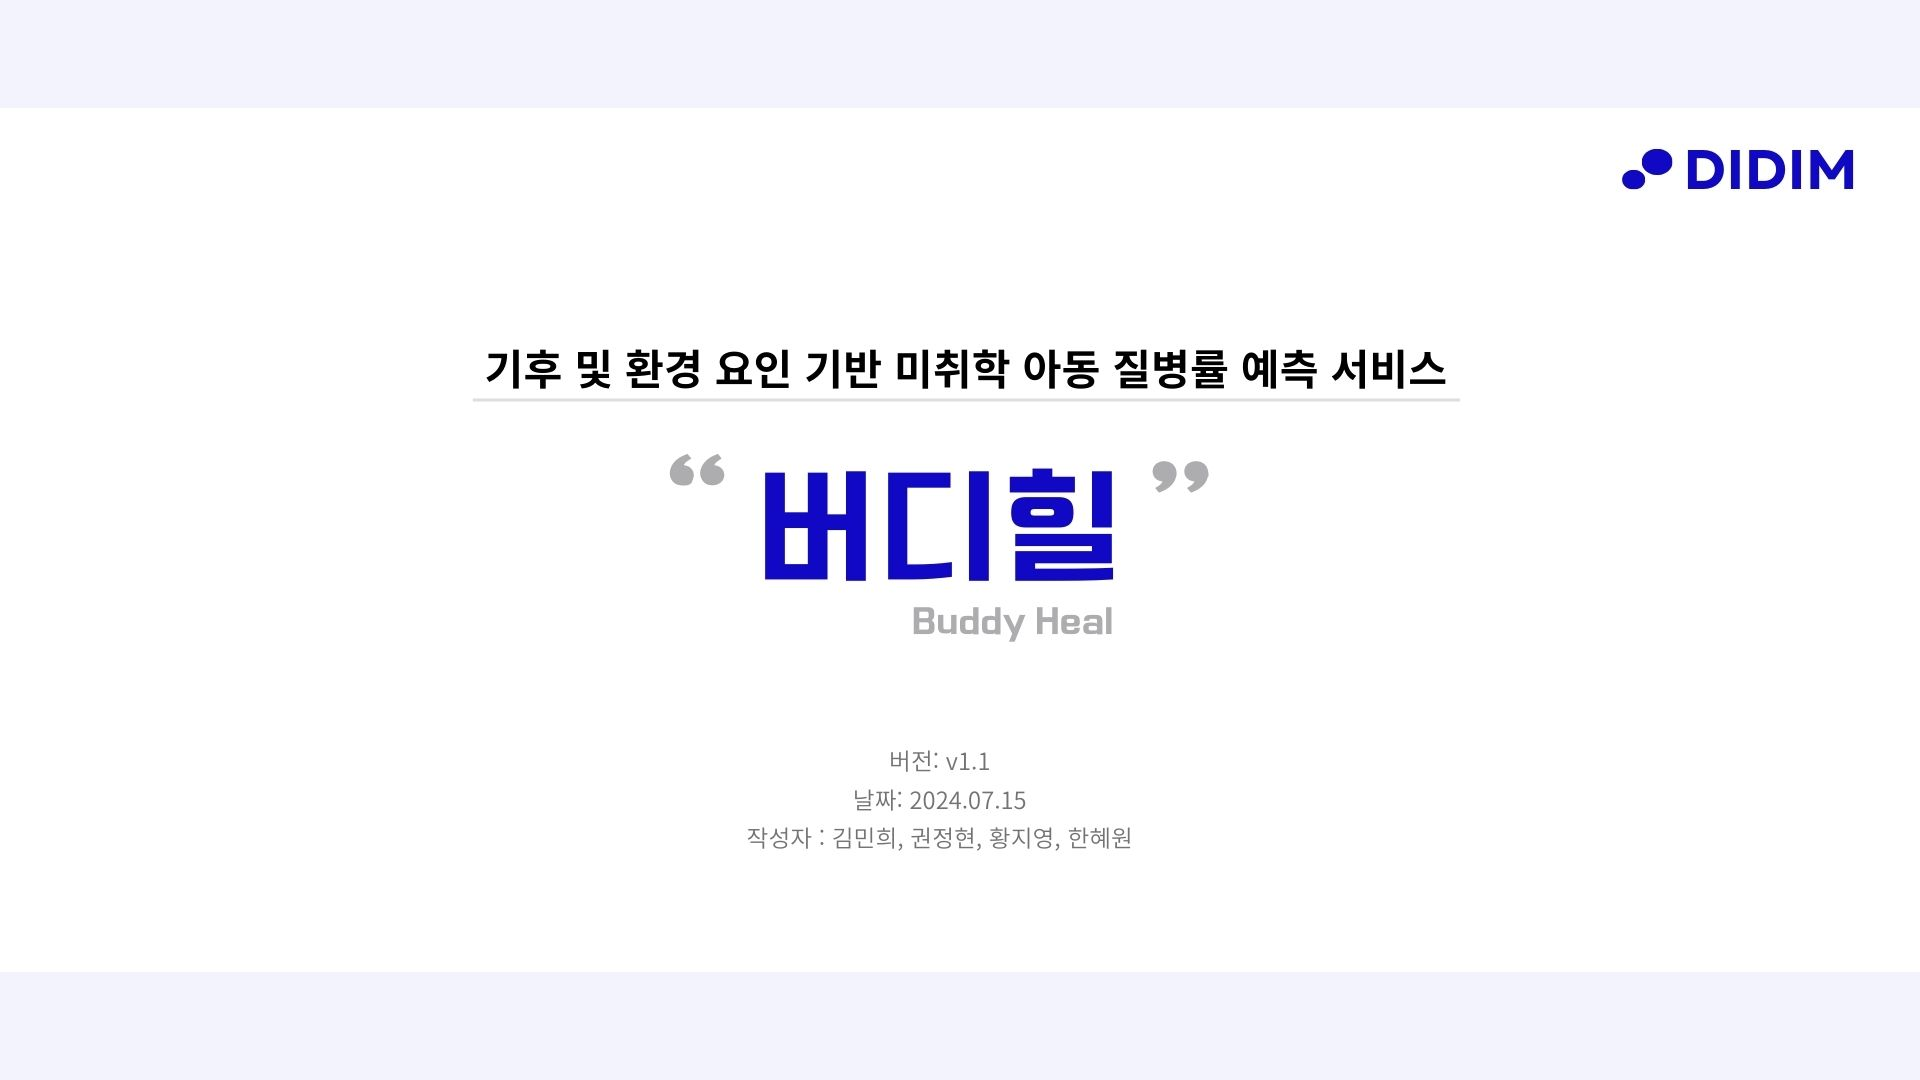 DIDIM
기후 및 환경 요인 기반 미취학 아동 질병률 예측 서비스
“ 버디힐 ”
Buddy Heal
버전: v1.1
날짜: 2024.07.15
작성자 : 김민희, 권정현, 황지영, 한혜원